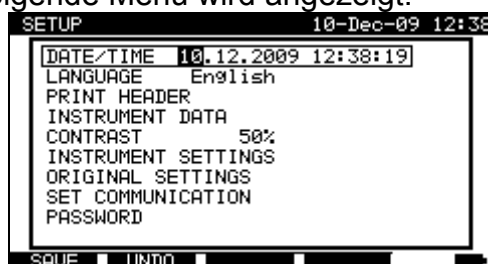 lgende Menü wird angezeigt:
SETUP 10-Dec-09 12:38
DATE/TIME 10.12.2009 12:38:19
LANGUAGE English
PRINT HEADER
INSTRUMENT DATA
CONTRAST 50%
INSTRUMENT SETTINGS
ORIGINAL SETTINGS
SET COMMUNICATION
PASSWORD
SAVE UNDO